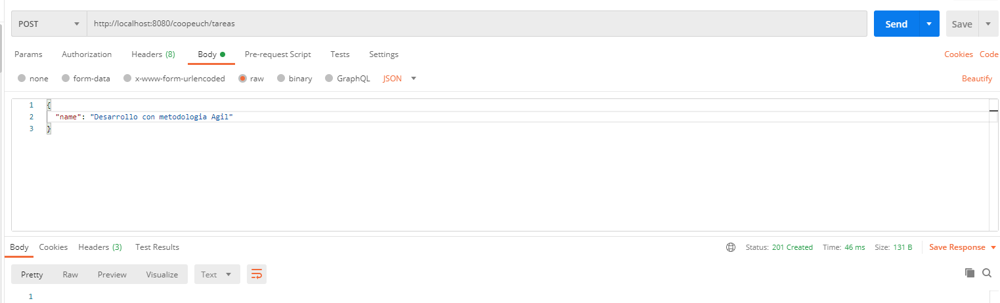 POST http://localhost:8080/coopeuch/tareas Send Save
Params Authorization Headers (8) Body Pre-request Script Tests Settings Cookies Code
none form-data x-www-form-urlencoded raw binary GraphQL JSON Beautify
1 {
2 "name": "Desarrollo con metodologia Agil"
3 }
Body Cookies Headers (3) Test Results Status: 201 Created Time: 46 ms Size: 131 B Save Response
Pretty Raw Preview Visualize Text
1